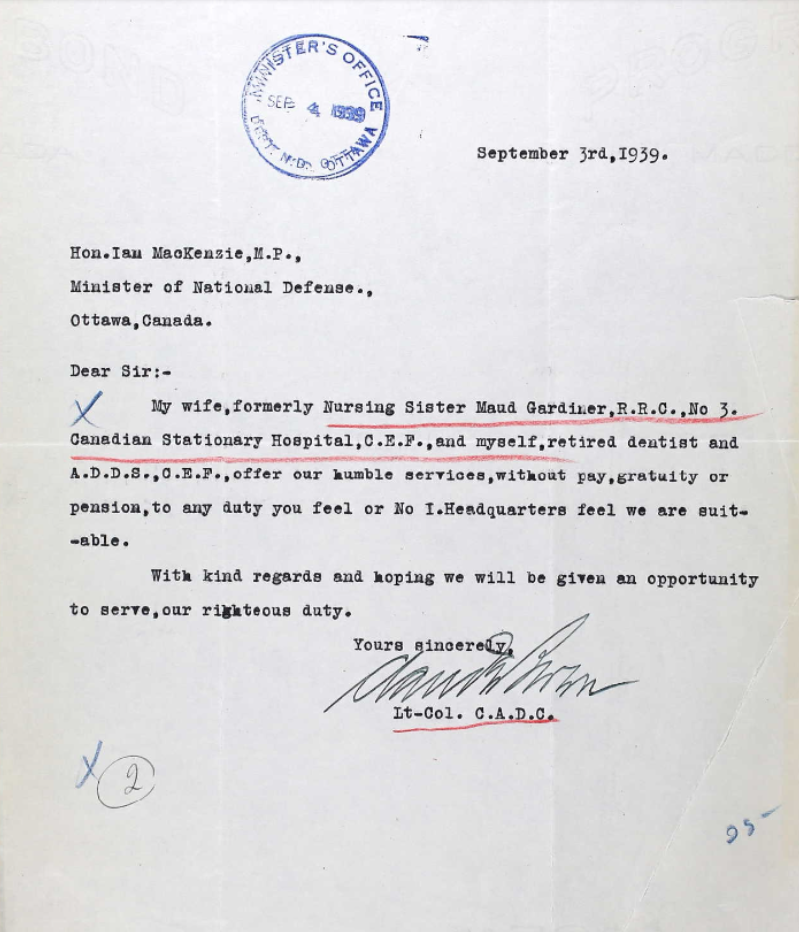 MINISTER'S OFFICE
SEP 4 1939
DEPT. N.D. OTTAWA
September 3rd,1939.
Hon.Ian MacKenzie,M.P.,
Minister of National Defense.,
Ottawa,Canada.
Dear Sir:-
X My wife,formerly Nursing Sister Maud Gardiner,R.R.C.,No 3.
Canadian Stationary Hospital,C.E.F.,and myself,retired dentist and
A.D.D.S.,C.E.F.,offer our humble services,without pay,gratuity or
pension,to any duty you feel or No I.Headquarters feel we are suit-
-able.
With kind regards and hoping we will be given an opportunity
to serve,our righteous duty.
Yours sincerely,
Lt-Col. C.A.D.C.
X 2